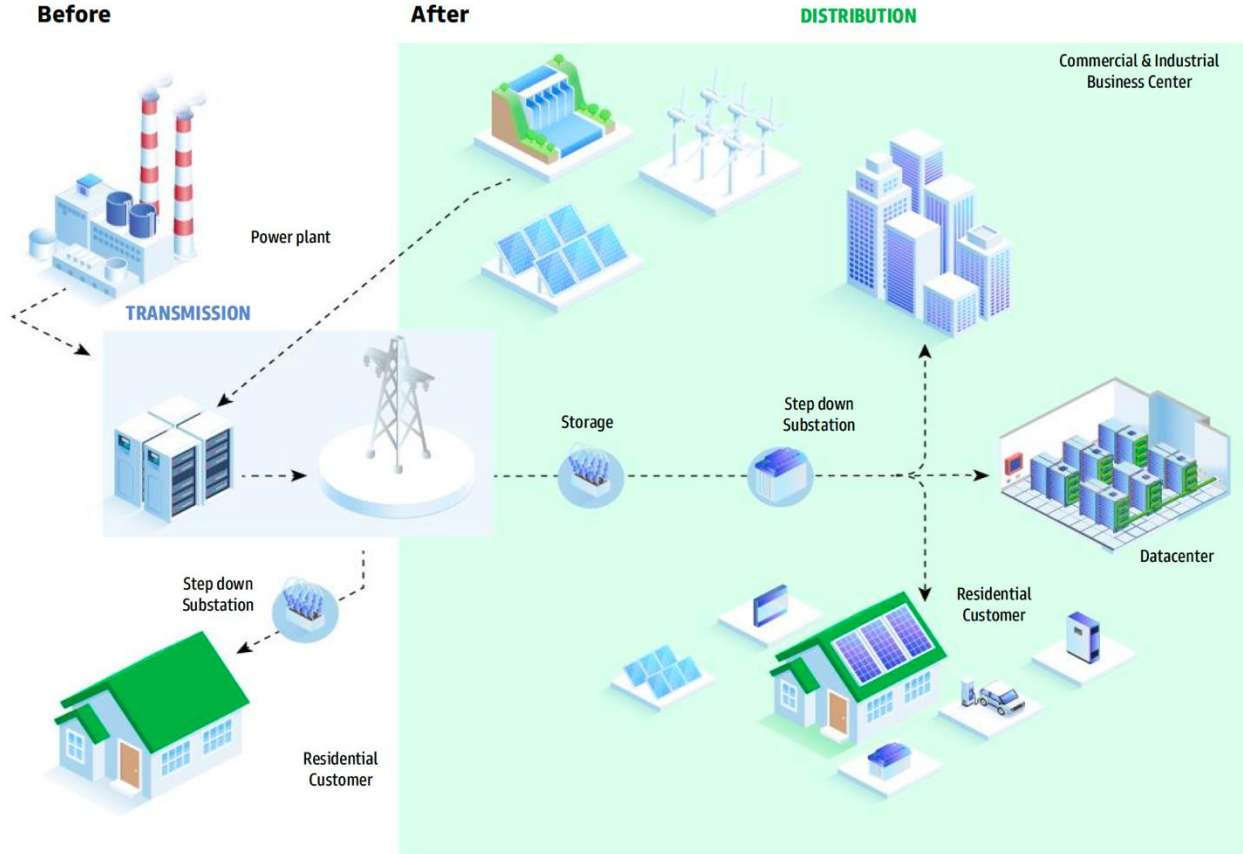 Before
After
DISTRIBUTION
Commercial & Industrial
Business Center
Power plant
TRANSMISSION
Storage
Step down
Substation
Datacenter
Step down
Substation
Residential
Customer
Residential
Customer